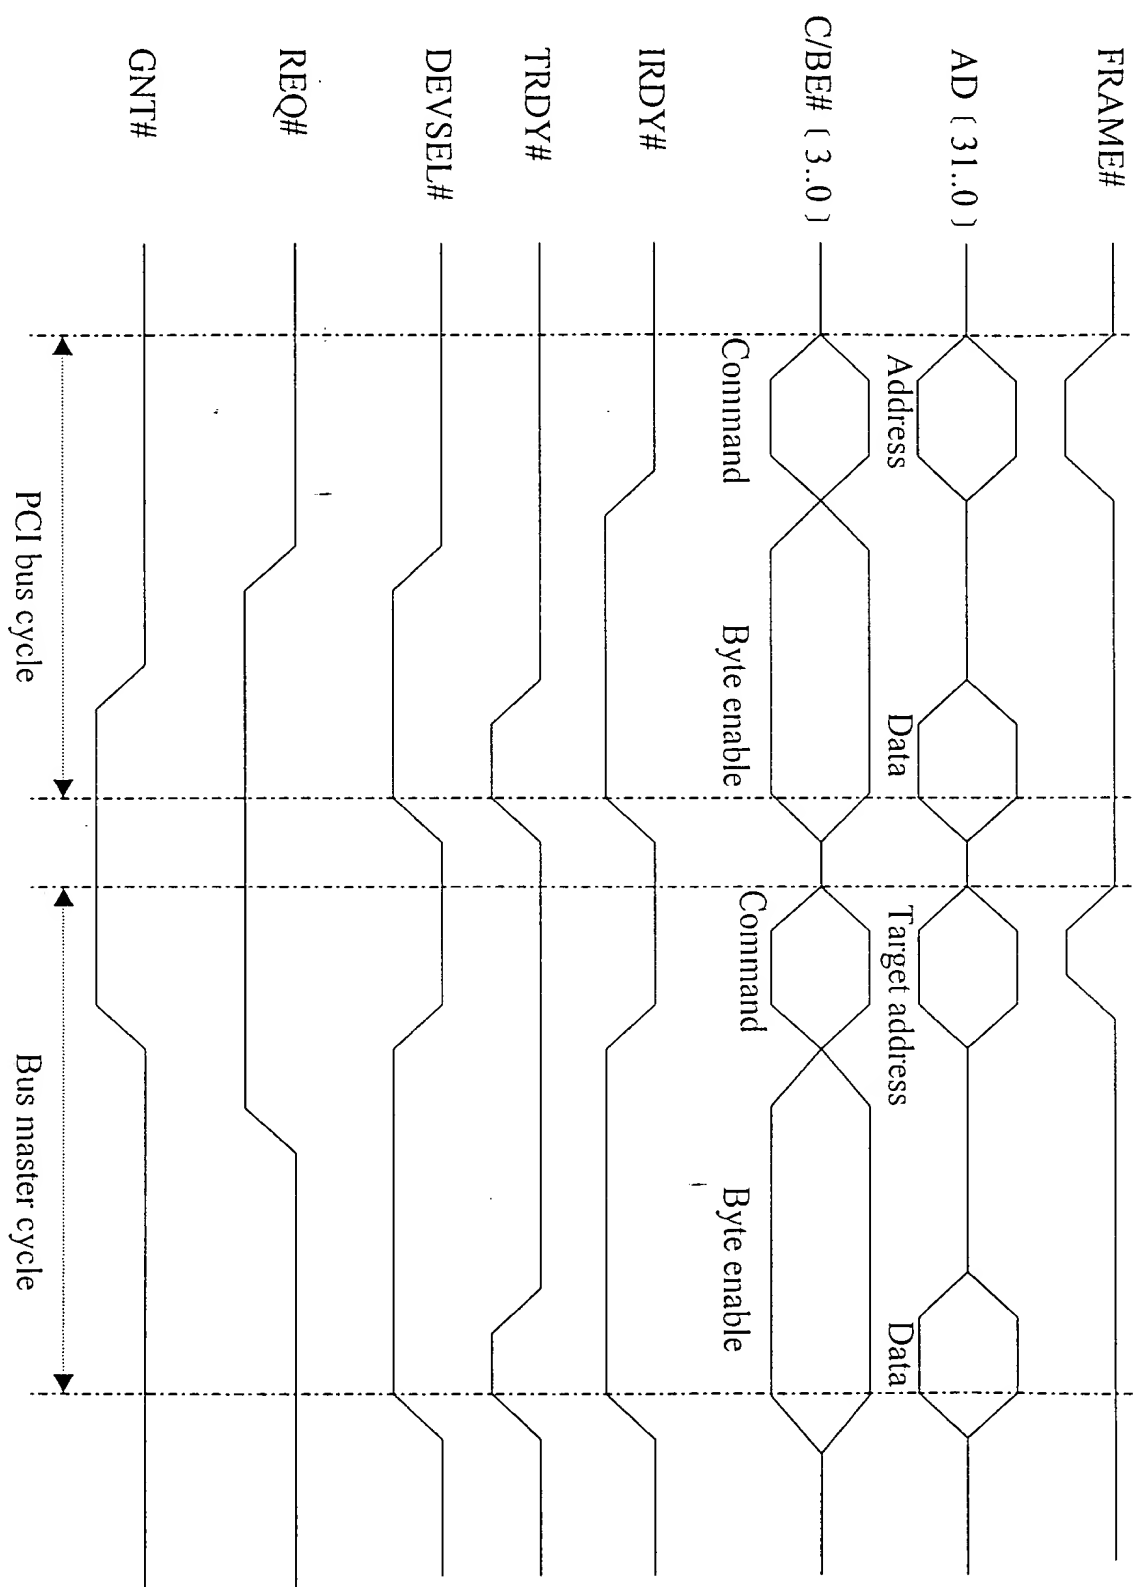 FRAME#
AD [ 31..0 ]
Address
Data
Target address
Data
C/BE# [ 3..0 ]
Command
Byte enable
Command
Byte enable
IRDY#
TRDY#
DEVSEL#
REQ#
GNT#
PCI bus cycle
Bus master cycle